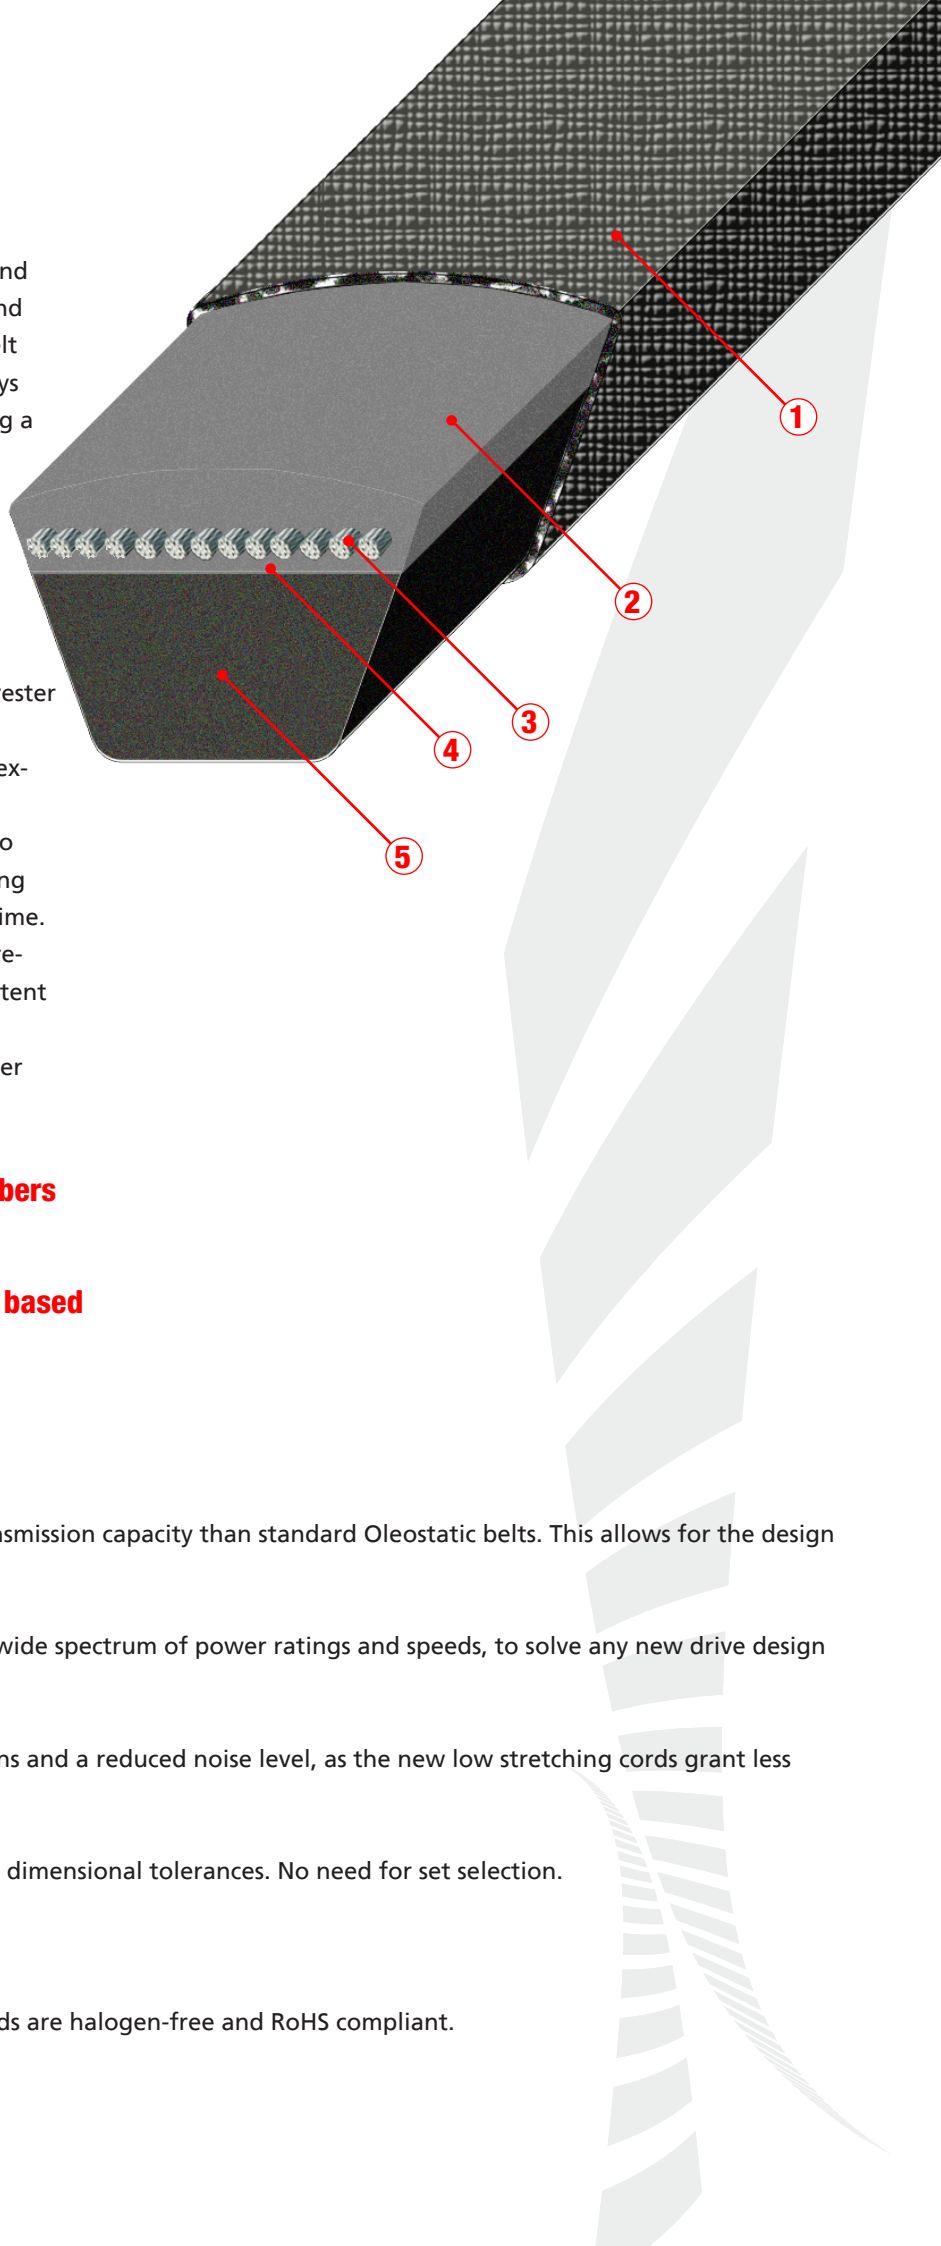 nd
nd
elt
ys
g a
1
2
ester
3
4
ex-
o
5
ng
ime.
re-
tent
er
bers
based
nsmission capacity than standard Oleostatic belts. This allows for the design
wide spectrum of power ratings and speeds, to solve any new drive design
ns and a reduced noise level, as the new low stretching cords grant less
dimensional tolerances. No need for set selection.
ds are halogen-free and RoHS compliant.